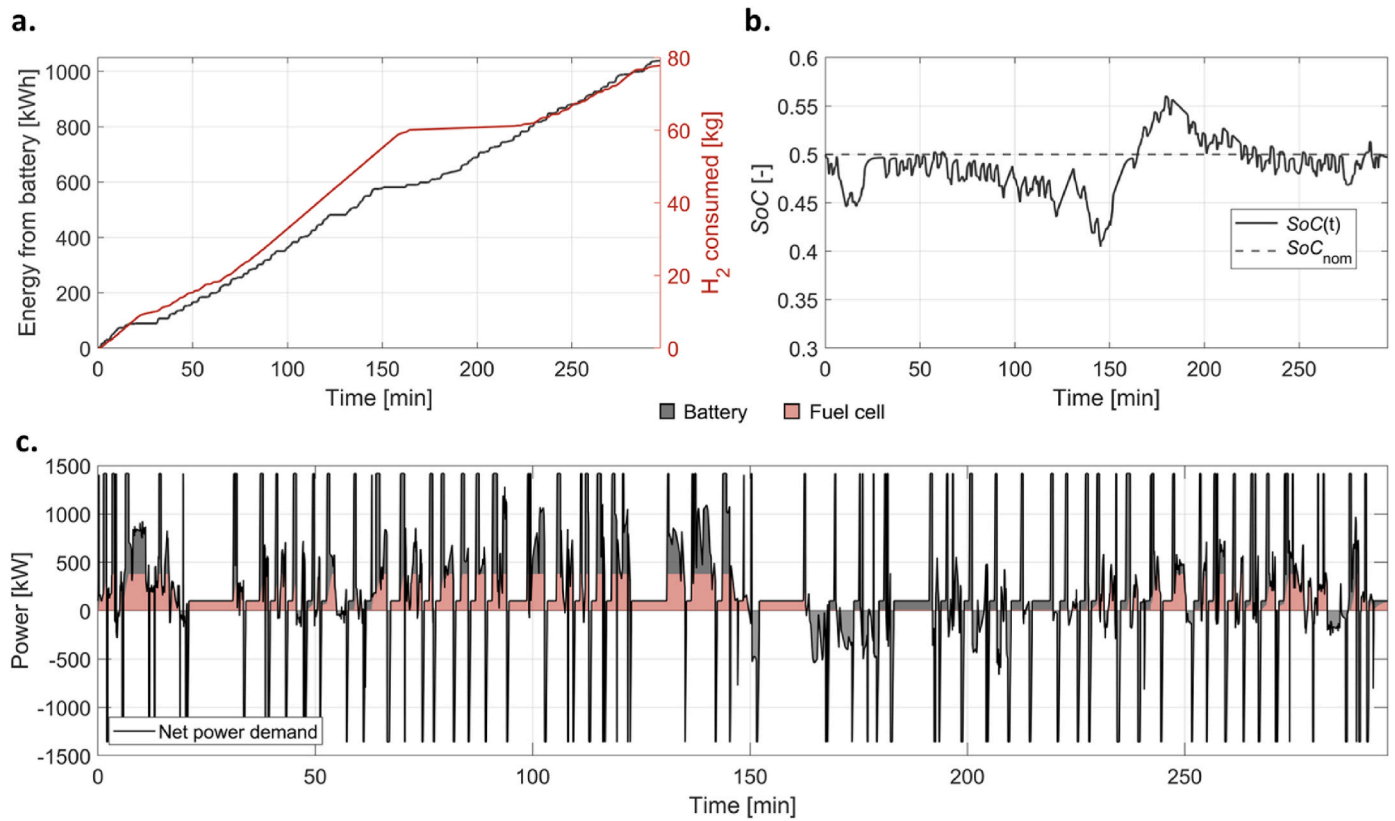 a.
b.
Energy from battery [kWh]
1000
800
600
400
200
0
80
60
40
20
0
H2 consumed [kg]
0 50 100 150 200 250
Time [min]
SoC [-]
0.6
0.55
0.5
0.45
0.4
0.35
0.3
SoC(t)
SoCnom
0 50 100 150 200 250
Time [min]
Battery Fuel cell
c.
Power [kW]
1500
1000
500
0
-500
-1000
-1500
Net power demand
0 50 100 150 200 250
Time [min]